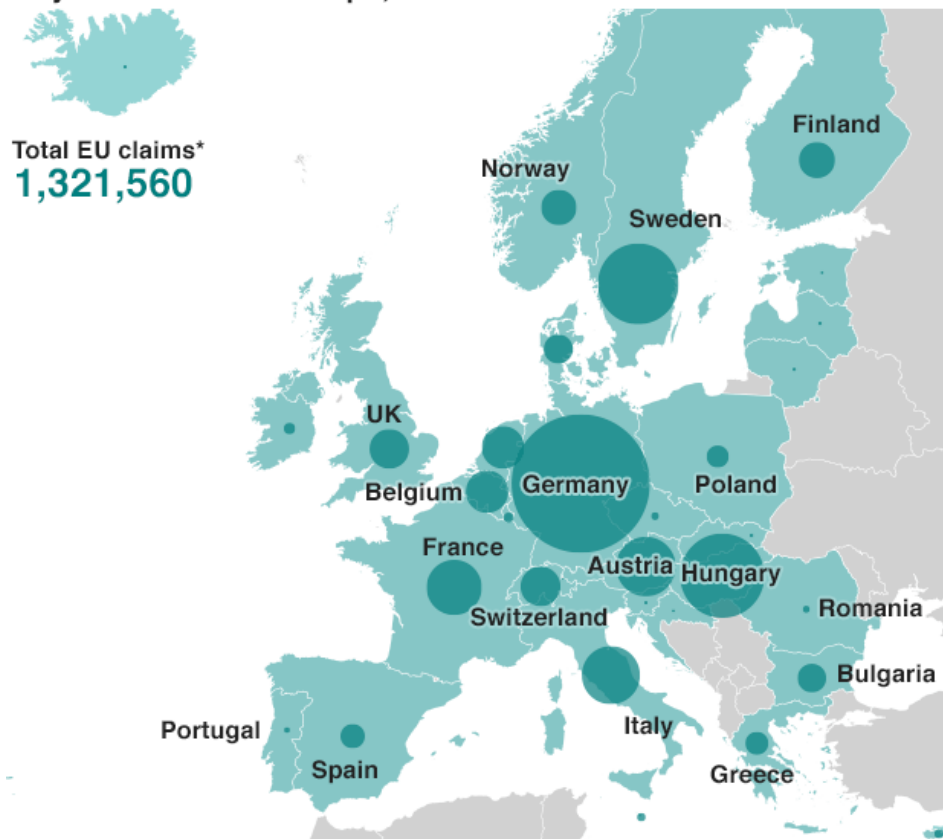 Total EU claims*
1,321,560
Finland
Norway
Sweden
UK
Belgium
Germany
Poland
France
Austria
Hungary
Switzerland
Romania
Bulgaria
Portugal
Italy
Spain
Greece